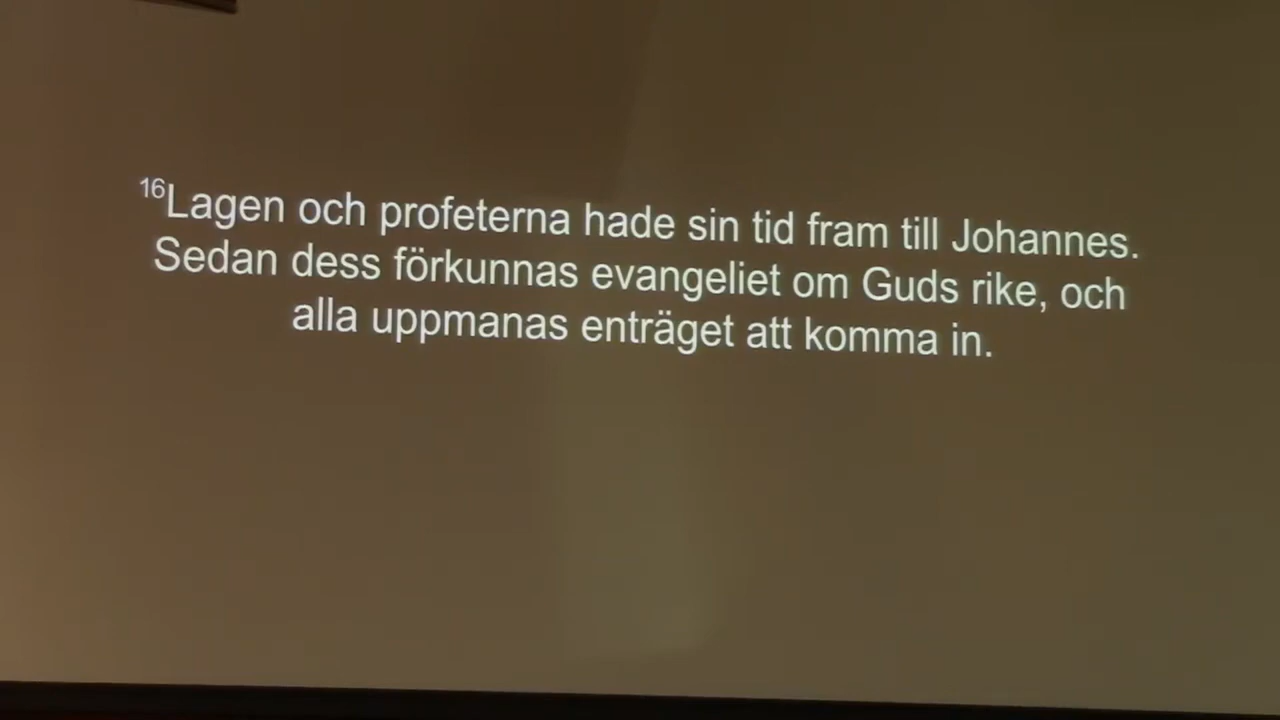 16Lagen och profeterna hade sin tid fram till Johannes.
Sedan dess förkunnas evangeliet om Guds rike, och
alla uppmanas enträget att komma in.